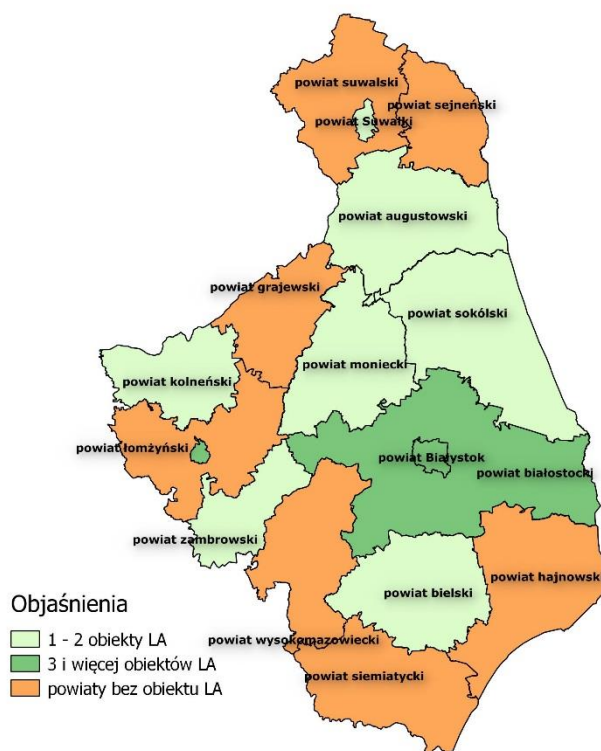 powiat suwalski
powiat sejneński
powiat Suwałki
powiat augustowski
powiat grajewski
powiat sokólski
powiat moniecki
powiat kolneński
powiat łomżyński
powiat Białystok
powiat białostocki
powiat zambrowski
powiat hajnowsk
powiat bielski
powiat wysokomazowiecki
powiat siemiatycki
Objaśnienia
1 - 2 obiekty LA
3 i więcej obiektów LA
powiaty bez obiektu LA